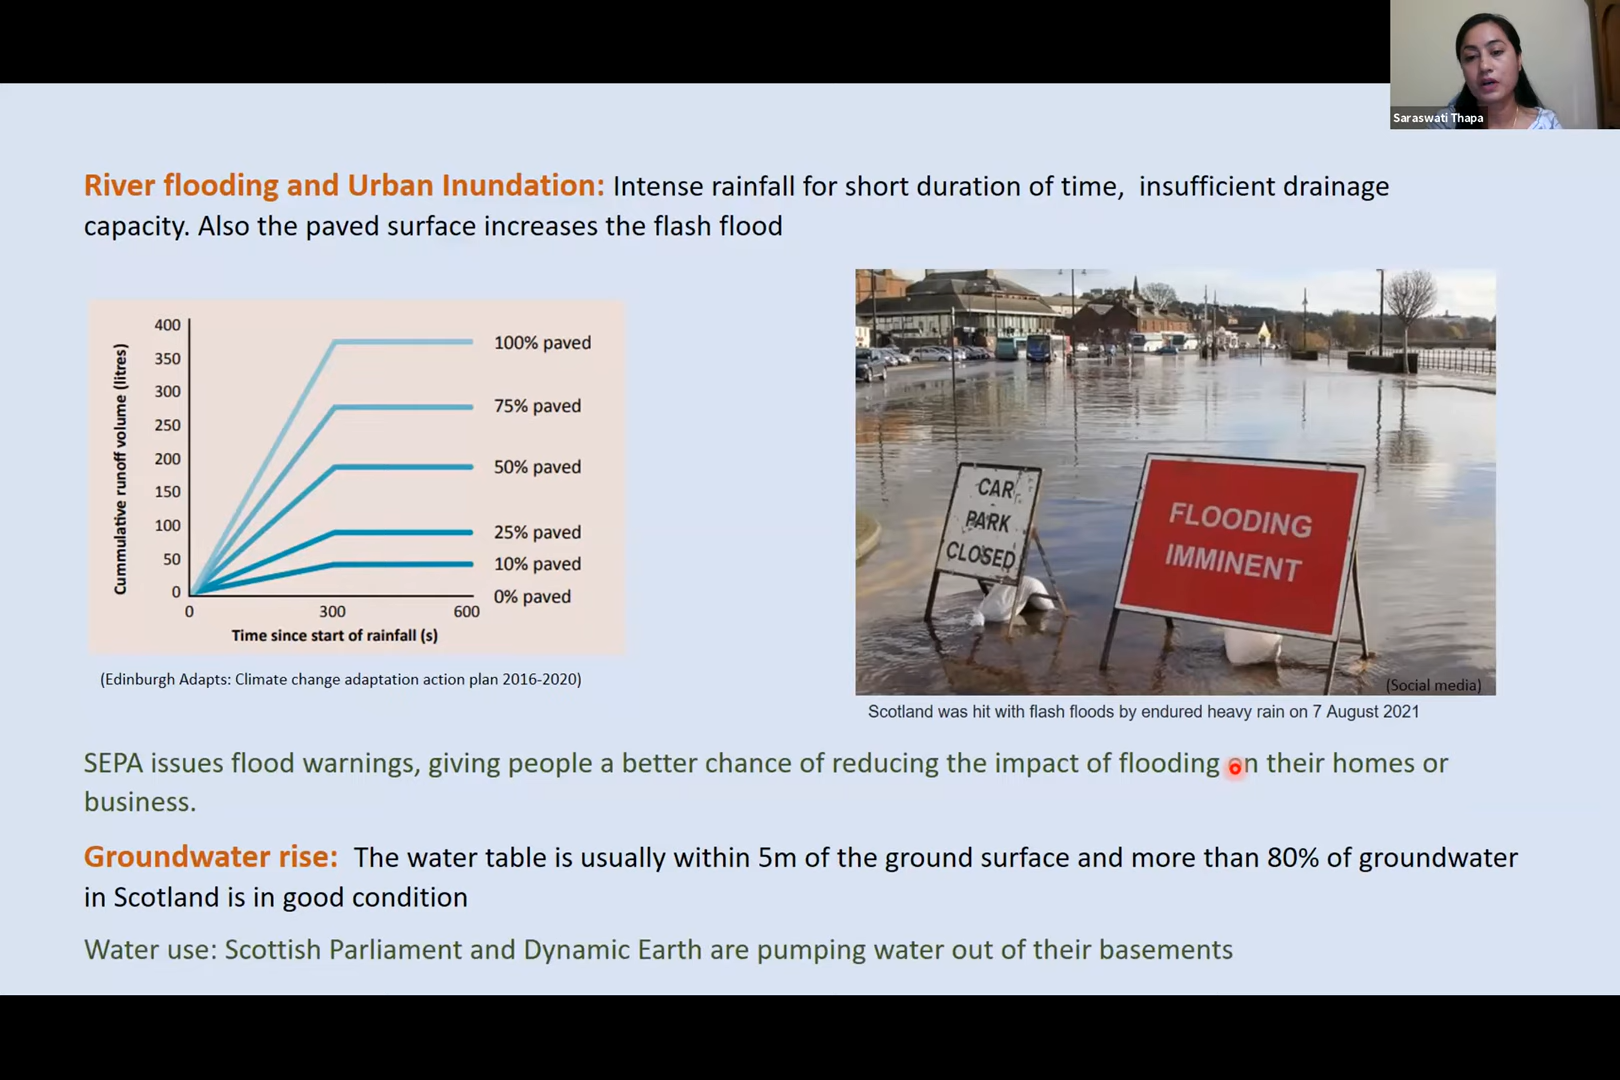 Saraswati Thapa
River flooding and Urban Inundation: Intense rainfall for short duration of time, insufficient drainage
capacity. Also the paved surface increases the flash flood
Cummulative runoff volume (litres)
400
350
300
250
200
150
100
50
0
100% paved
75% paved
50% paved
25% paved
10% paved
0% paved
0 300 600
Time since start of rainfall (s)
(Edinburgh Adapts: Climate change adaptation action plan 2016-2020)
CAR
PARK
CLOSED
FLOODING
IMMINENT
(Social media)
Scotland was hit with flash floods by endured heavy rain on 7 August 2021
SEPA issues flood warnings, giving people a better chance of reducing the impact of flooding on their homes or
business.
Groundwater rise: The water table is usually within 5m of the ground surface and more than 80% of groundwater
in Scotland is in good condition
Water use: Scottish Parliament and Dynamic Earth are pumping water out of their basements